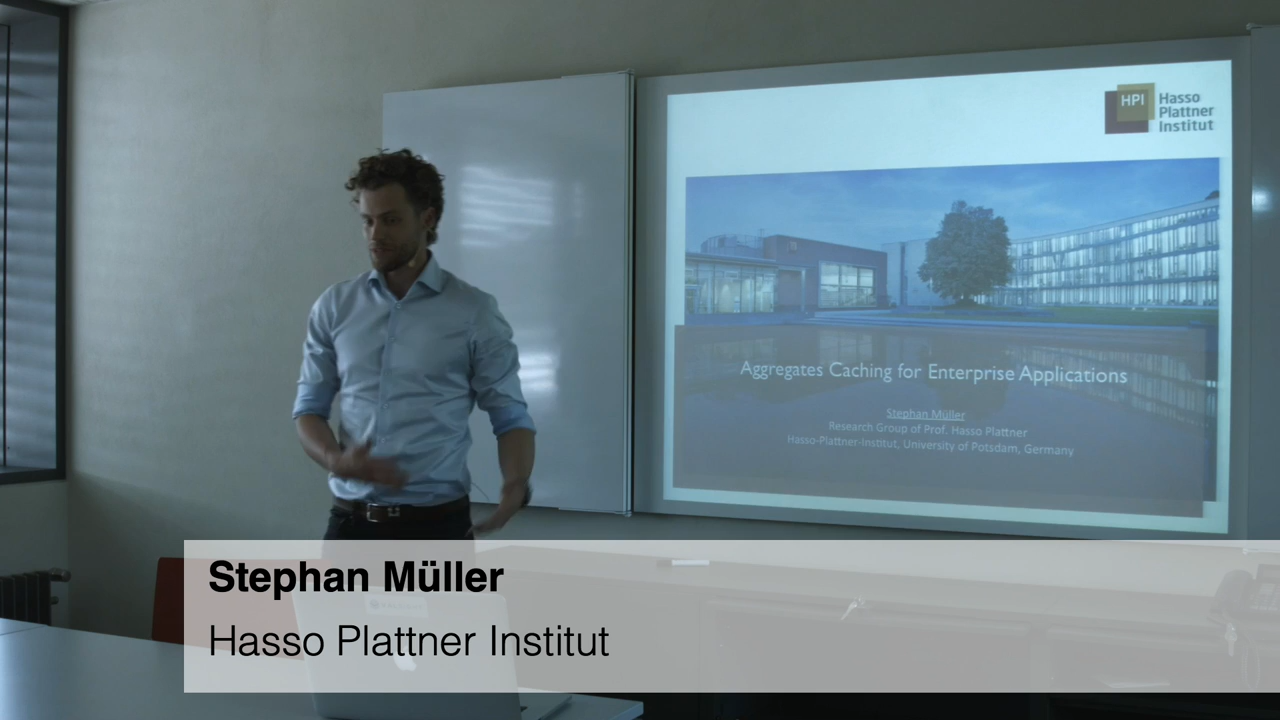 HPI
Hasso
Plattner
Institut
Aggregates Caching for Enterprise Applications
Stephan Müller
Research Group of Prof. Hasso Plattner
Hasso-Plattner-Institut, University of Potsdam, Germany
Stephan Müller
Hasso Plattner Institut